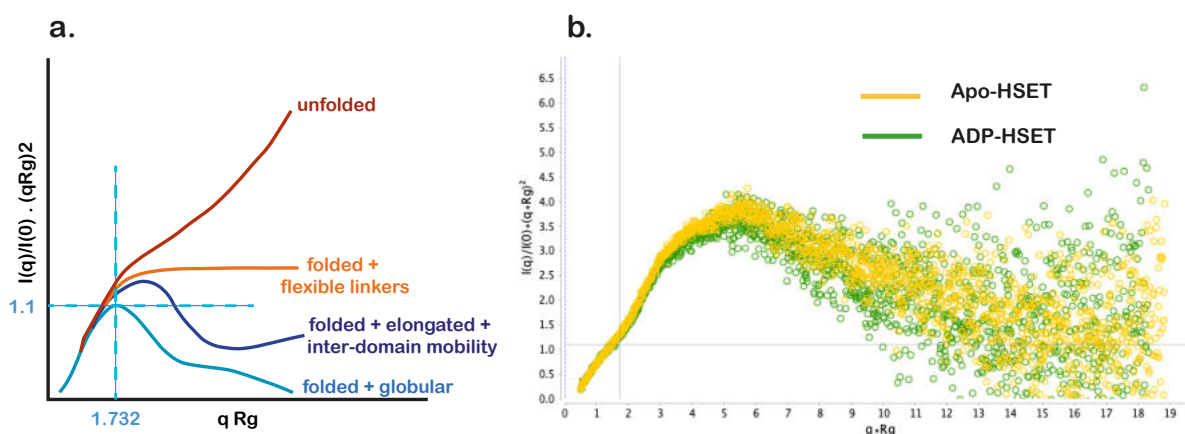 a.
I(q)/I(0) . (qRg)2
unfolded
folded +
flexible linkers
folded + elongated +
inter-domain mobility
folded + globular
1.1
1.732
q Rg
b.
I(q)/I(0)*(q*Rg)²
6.5
6.0
5.5
5.0
4.5
4.0
3.5
3.0
2.5
2.0
1.5
1.0
0.5
0.0
Apo-HSET
ADP-HSET
0 1 2 3 4 5 6 7 8 9 10 11 12 13 14 15 16 17 18 19
q*Rg